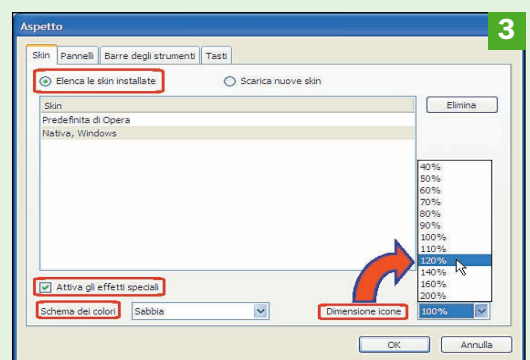 Aspetto
3
Skin Pannelli Barre degli strumenti Tasti
Elenca le skin installate Scarica nuove skin
Skin
Elimina
Predefinita di Opera
Nativa, Windows
40%
50%
60%
70%
80%
90%
100%
110%
120%
140%
160%
200%
Attiva gli effetti speciali
Schema dei colori Sabbia Dimensione icone 100%
OK Annulla